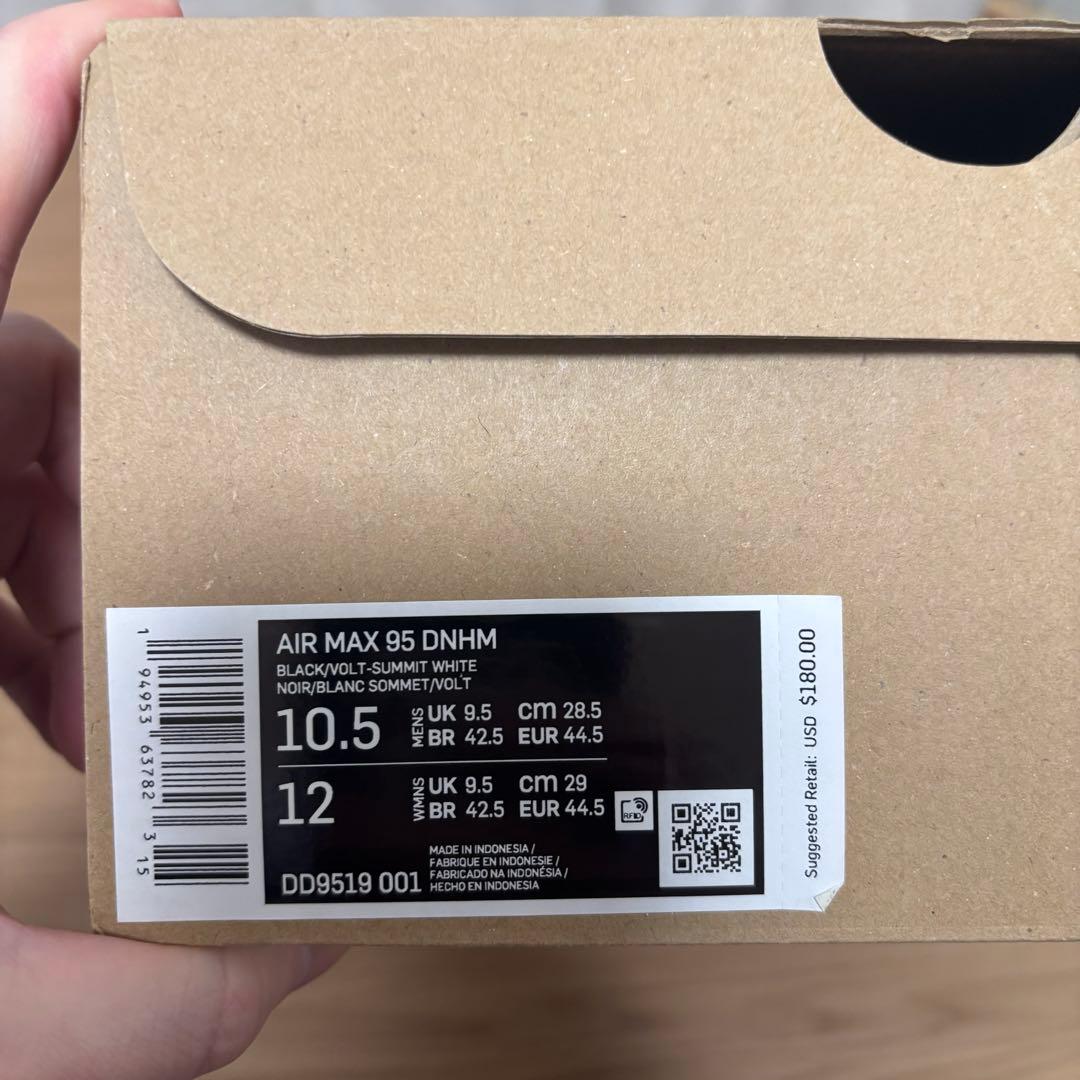 AIR MAX 95 DNHM
BLACK/VOLT-SUMMIT WHITE
NOIR/BLANC SOMMET/VOLT
10.5 MENS UK 9.5 cm 28.5
BR 42.5 EUR 44.5
12 WMNS UK 9.5 cm 29
BR 42.5 EUR 44.5
RFID
MADE IN INDONESIA /
FABRIQUE EN INDONESIE /
FABRICADO NA INDONÉSIA /
HECHO EN INDONESIA
DD9519 001
1 94953 63782 3 15
Suggested Retail: USD $180.00